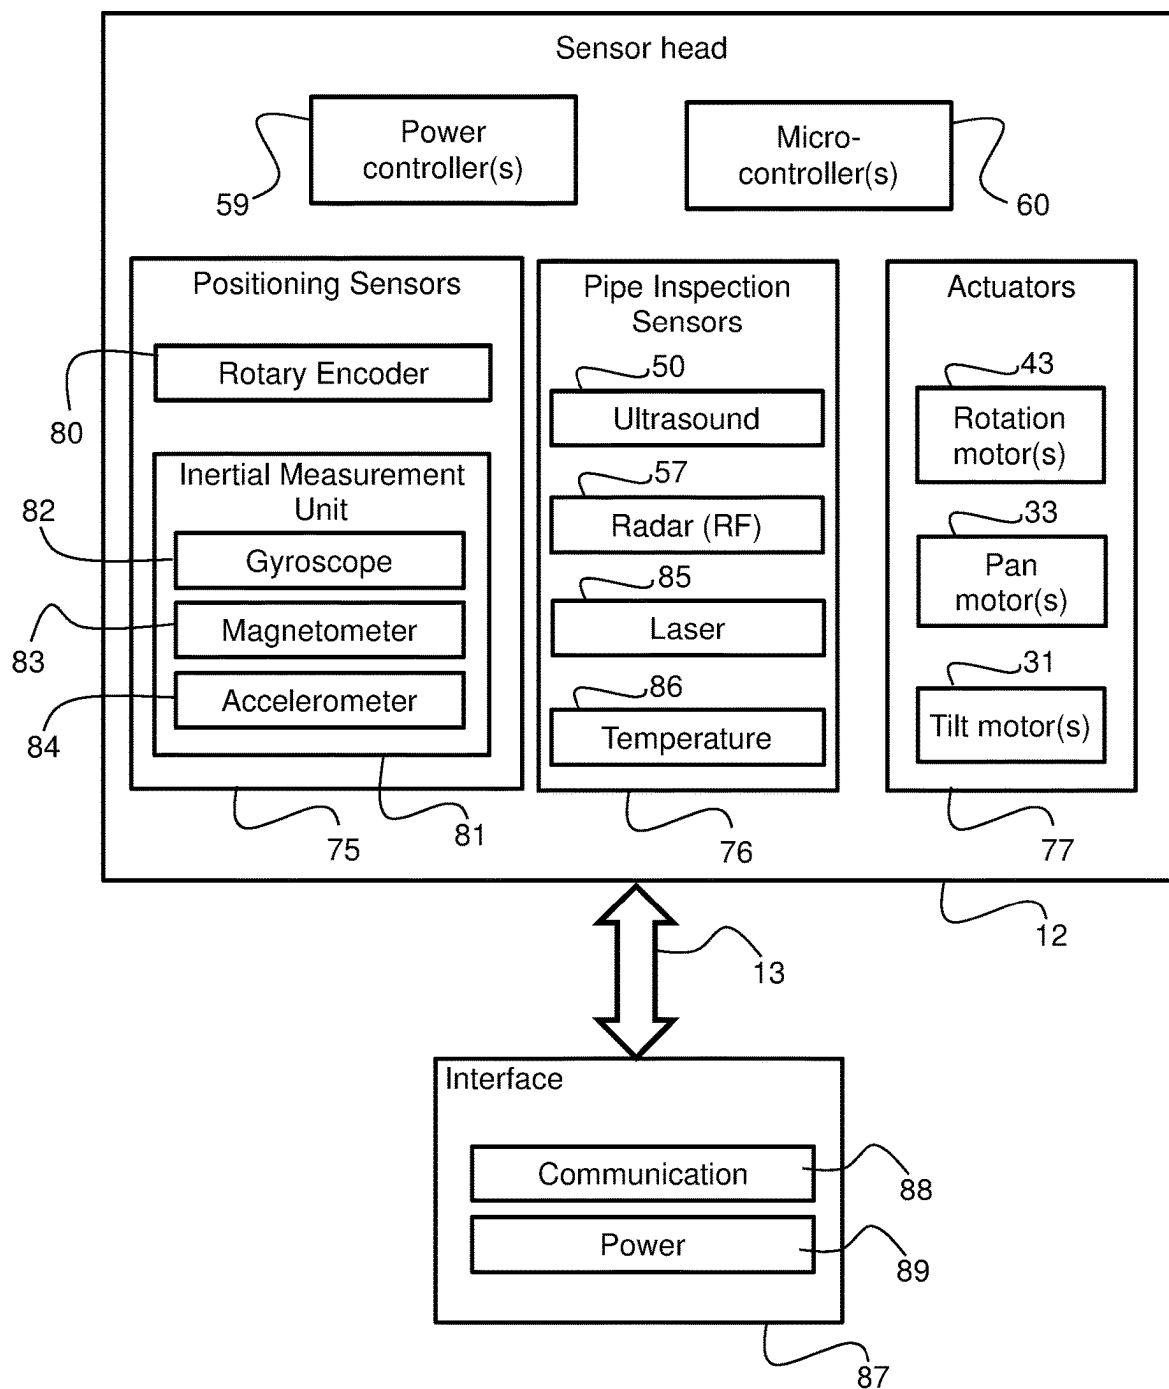 Sensor head
Power
controller(s)
59
Micro-
controller(s)
60
Positioning Sensors
Rotary Encoder
80
Inertial Measurement
Unit
82
Gyroscope
Magnetometer
83
Accelerometer
84
75
81
Pipe Inspection
Sensors
50
Ultrasound
57
Radar (RF)
85
Laser
86
Temperature
76
Actuators
43
Rotation
motor(s)
33
Pan
motor(s)
31
Tilt motor(s)
77
12
13
Interface
Communication
88
Power
89
87